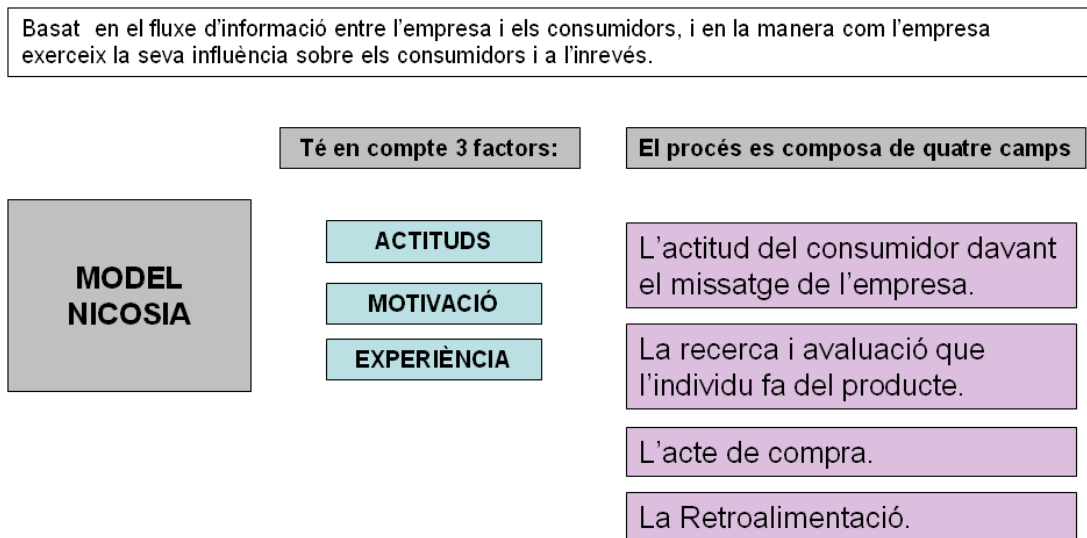 Basat en el fluxe d'informació entre l'empresa i els consumidors, i en la manera com l'empresa
exerceix la seva influència sobre els consumidors i a l'inrevés.
Té en compte 3 factors:
El procés es composa de quatre camps
MODEL
NICOSIA
ACTITUDS
MOTIVACIÓ
EXPERIÈNCIA
L'actitud del consumidor davant
el missatge de l'empresa.
La recerca i avaluació que
l'individu fa del producte.
L'acte de compra.
La Retroalimentació.